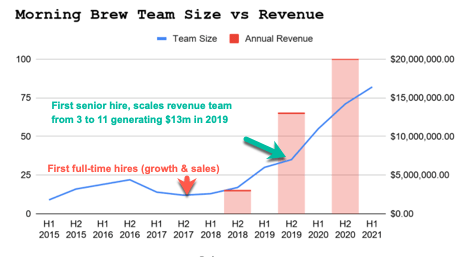 Morning Brew Team Size vs Revenue
Team Size Annual Revenue
100 $20,000,000.00
75 $15,000,000.00
First senior hire, scales revenue team
from 3 to 11 generating $13m in 2019
50 $10,000,000.00
First full-time hires (growth & sales)
25 $5,000,000.00
0 $0.00
H1 H2 H1 H2 H1 H2 H1 H2 H1 H2 H1 H2 H1
2015 2015 2016 2016 2017 2017 2018 2018 2019 2019 2020 2020 2021